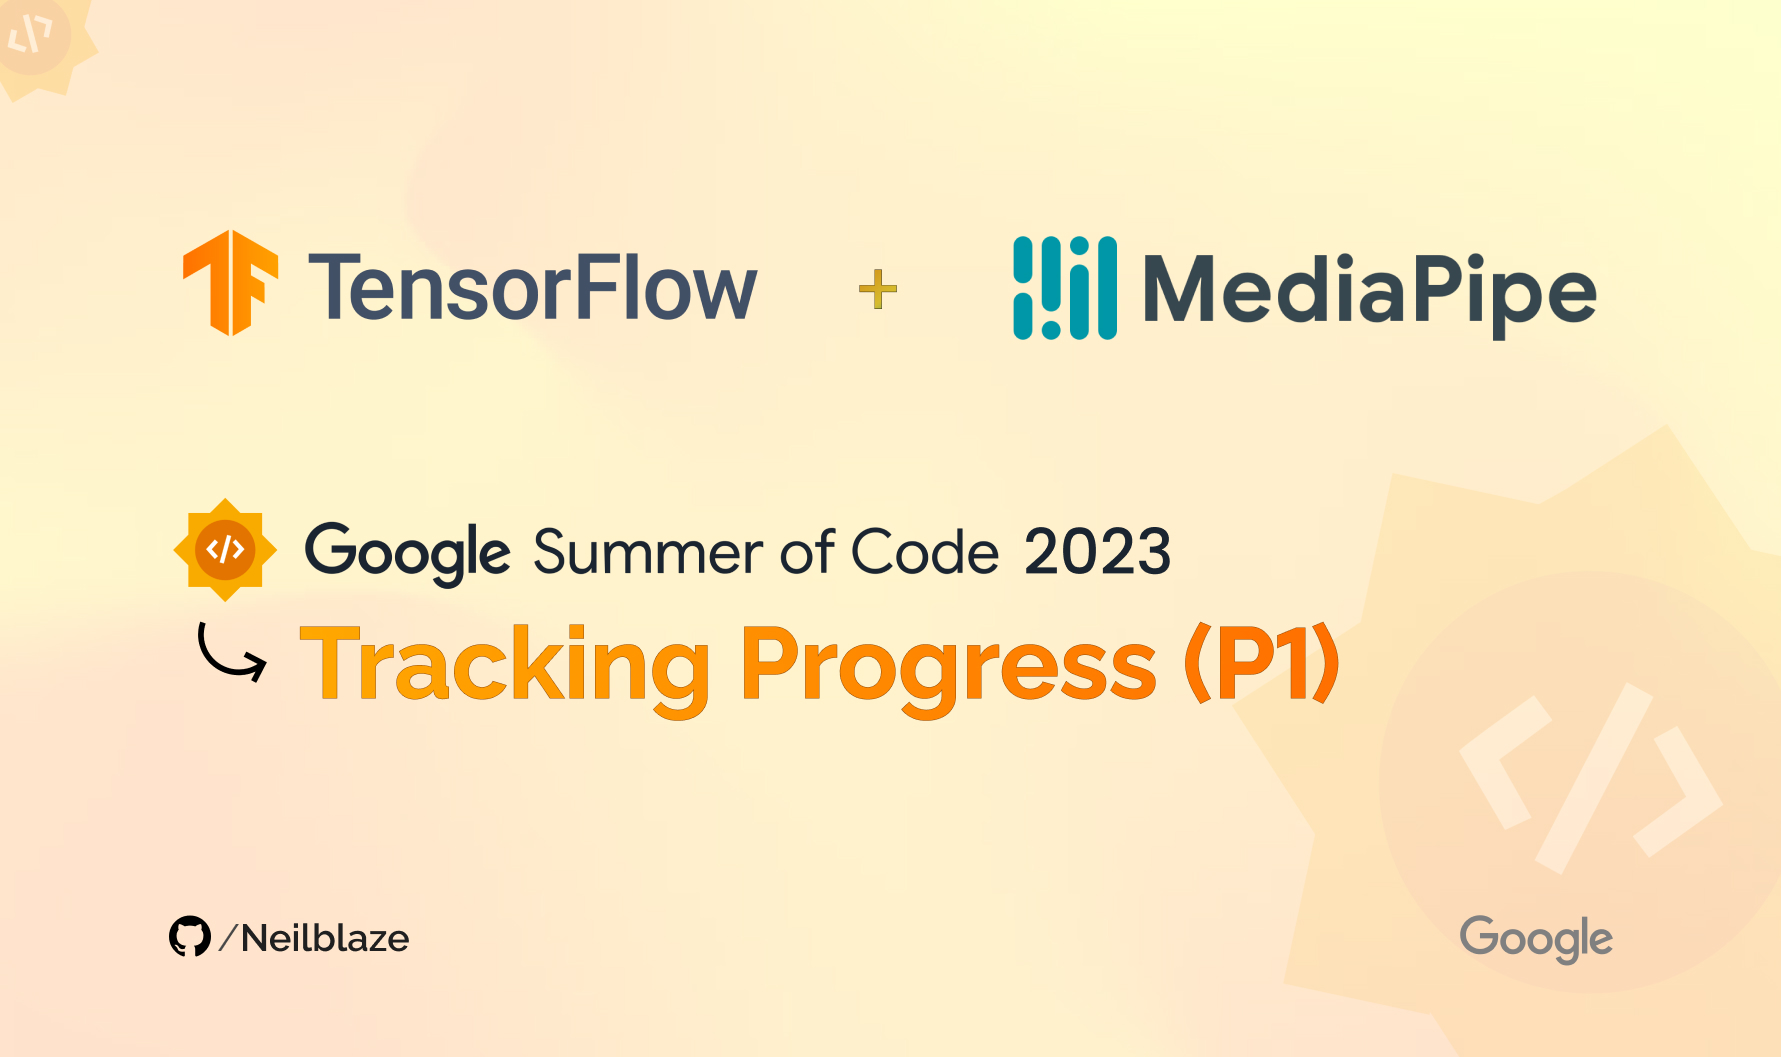 TensorFlow + MediaPipe
Google Summer of Code 2023
Tracking Progress (P1)
/Neilblaze
Google